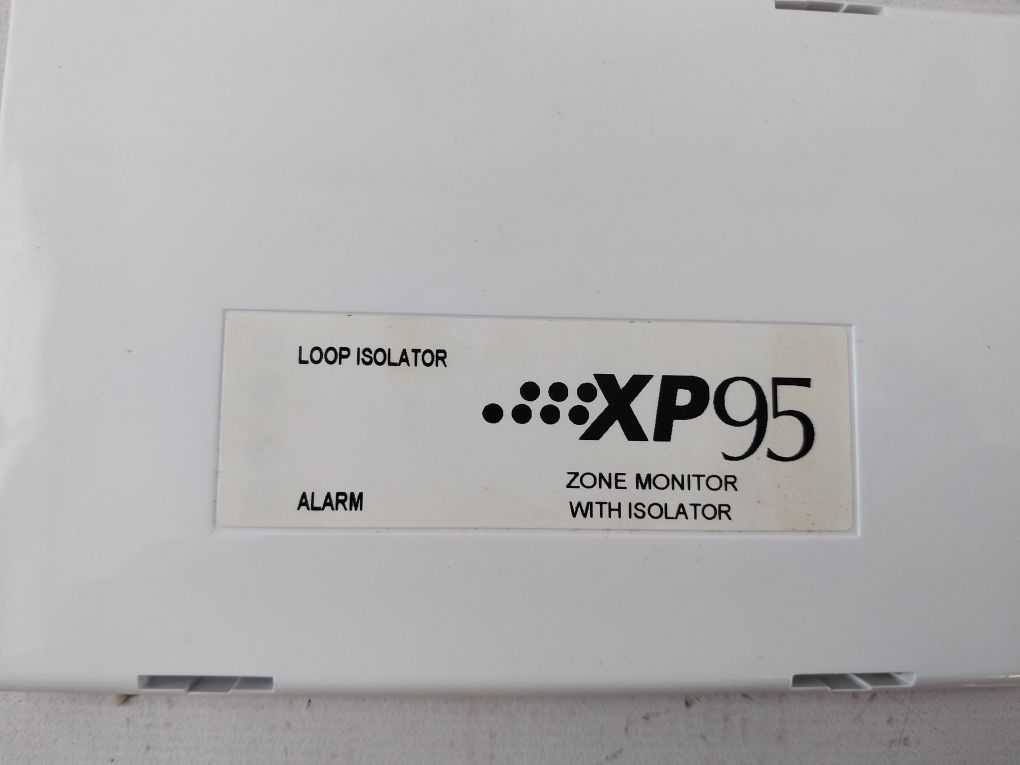 LOOP ISOLATOR
XP95
ZONE MONITOR
WITH ISOLATOR
ALARM